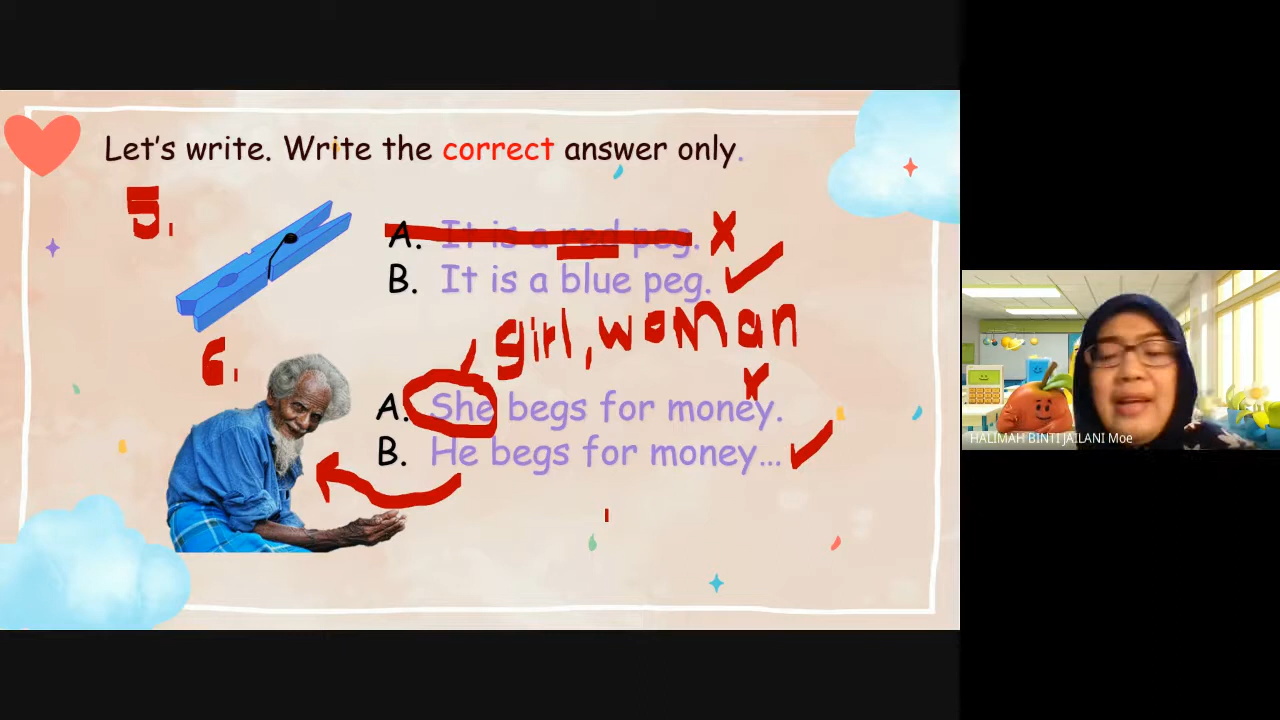 Let's write. Write the correct answer only.
5.
A. It is a red peg. x
B. It is a blue peg.
girl, woman
6.
A. She begs for money. x
B. He begs for money...
HALIMAH BINTI JAILANI Moe